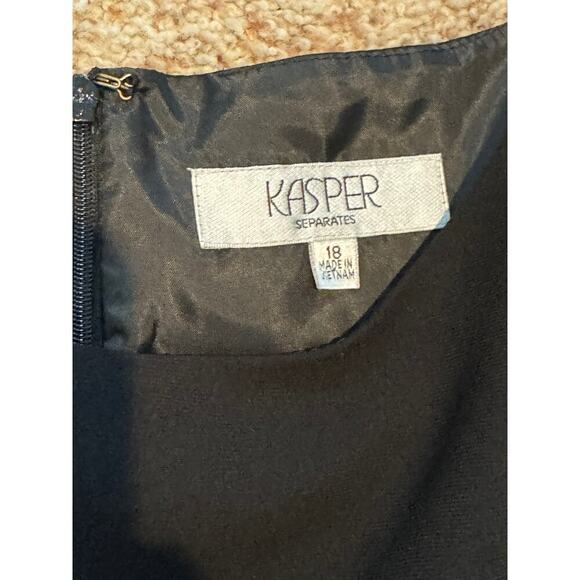 KASPER
SEPARATES
18
MADE IN
VIETNAM